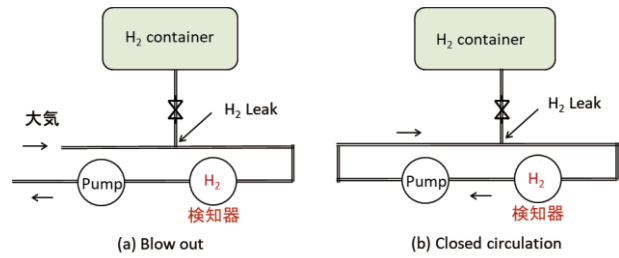 H₂ container
H₂ Leak
大気
Pump
H₂
検知器
(a) Blow out
H₂ container
H₂ Leak
Pump
H₂
検知器
(b) Closed circulation